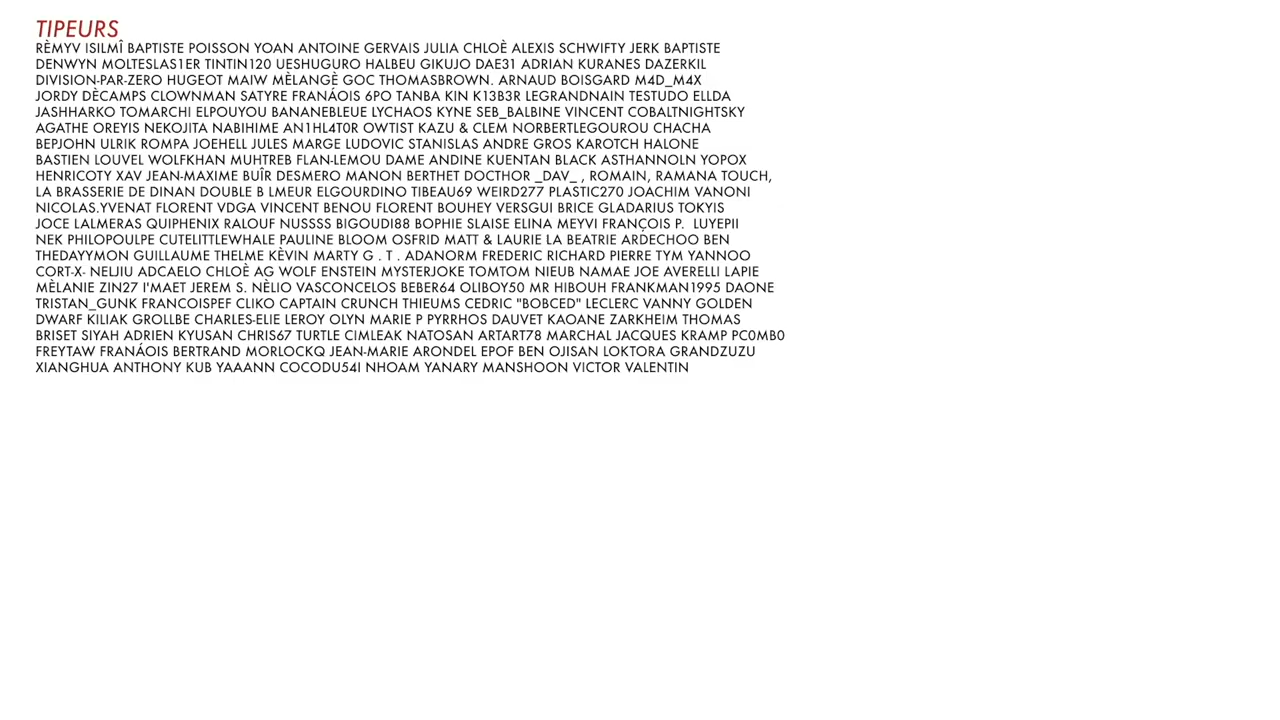 TIPEURS
RÈMYV ISILMÎ BAPTISTE POISSON YOAN ANTOINE GERVAIS JULIA CHLOÈ ALEXIS SCHWIFTY JERK BAPTISTE
DENWYN MOLTESLAS1ER TINTIN120 UESHUGURO HALBEU GIKUJO DAE31 ADRIAN KURANES DAZERKIL
DIVISION-PAR-ZERO HUGEOT MAIW MÈLANGÈ GOC THOMASBROWN. ARNAUD BOISGARD M4D_M4X
JORDY DÈCAMPS CLOWNMAN SATYRE FRANÁOIS 6PO TANBA KIN K13B3R LEGRANDNAIN TESTUDO ELLDA
JASHHARKO TOMARCHI ELPOUYOU BANANEBLEUE LYCHAOS KYNE SEB_BALBINE VINCENT COBALTNIGHTSKY
AGATHE OREYIS NEKOJITA NABIHIME AN1HL4T0R OWTIST KAZU & CLEM NORBERTLEGOUROU CHACHA
BEPJOHN ULRIK ROMPA JOEHELL JULES MARGE LUDOVIC STANISLAS ANDRE GROS KAROTCH HALONE
BASTIEN LOUVEL WOLFKHAN MUHTREB FLAN-LEMOU DAME ANDINE KUENTAN BLACK ASTHANNOLN YOPOX
HENRICOTY XAV JEAN-MAXIME BUÎR DESMERO MANON BERTHET DOCTHOR _DAV_ , ROMAIN, RAMANA TOUCH,
LA BRASSERIE DE DINAN DOUBLE B LMEUR ELGOURDINO TIBEAU69 WEIRD277 PLASTIC270 JOACHIM VANONI
NICOLAS.YVENAT FLORENT VDGA VINCENT BENOU FLORENT BOUHEY VERSGUI BRICE GLADARIUS TOKYIS
JOCE LALMERAS QUIPHENIX RALOUF NUSSSS BIGOUDI88 BOPHIE SLAISE ELINA MEYVI FRANÇOIS P.  LUYEPII
NEK PHILOPOULPE CUTELITTLEWHALE PAULINE BLOOM OSFRID MATT & LAURIE LA BEATRIE ARDECHOO BEN
THEDAYYMON GUILLAUME THELME KÈVIN MARTY G . T . ADANORM FREDERIC RICHARD PIERRE TYM YANNOO
CORT-X- NELJIU ADCAELO CHLOÈ AG WOLF ENSTEIN MYSTERJOKE TOMTOM NIEUB NAMAE JOE AVERELLI LAPIE
MÈLANIE ZIN27 I'MAET JEREM S. NÈLIO VASCONCELOS BEBER64 OLIBOY50 MR HIBOUH FRANKMAN1995 DAONE
TRISTAN_GUNK FRANCOISPEF CLIKO CAPTAIN CRUNCH THIEUMS CEDRIC "BOBCED" LECLERC VANNY GOLDEN
DWARF KILIAK GROLLBE CHARLES-ELIE LEROY OLYN MARIE P PYRRHOS DAUVET KAOANE ZARKHEIM THOMAS
BRISET SIYAH ADRIEN KYUSAN CHRIS67 TURTLE CIMLEAK NATOSAN ARTART78 MARCHAL JACQUES KRAMP PC0MB0
FREYTAW FRANÁOIS BERTRAND MORLOCKQ JEAN-MARIE ARONDEL EPOF BEN OJISAN LOKTORA GRANDZUZU
XIANGHUA ANTHONY KUB YAAANN COCODU54I NHOAM YANARY MANSHOON VICTOR VALENTIN